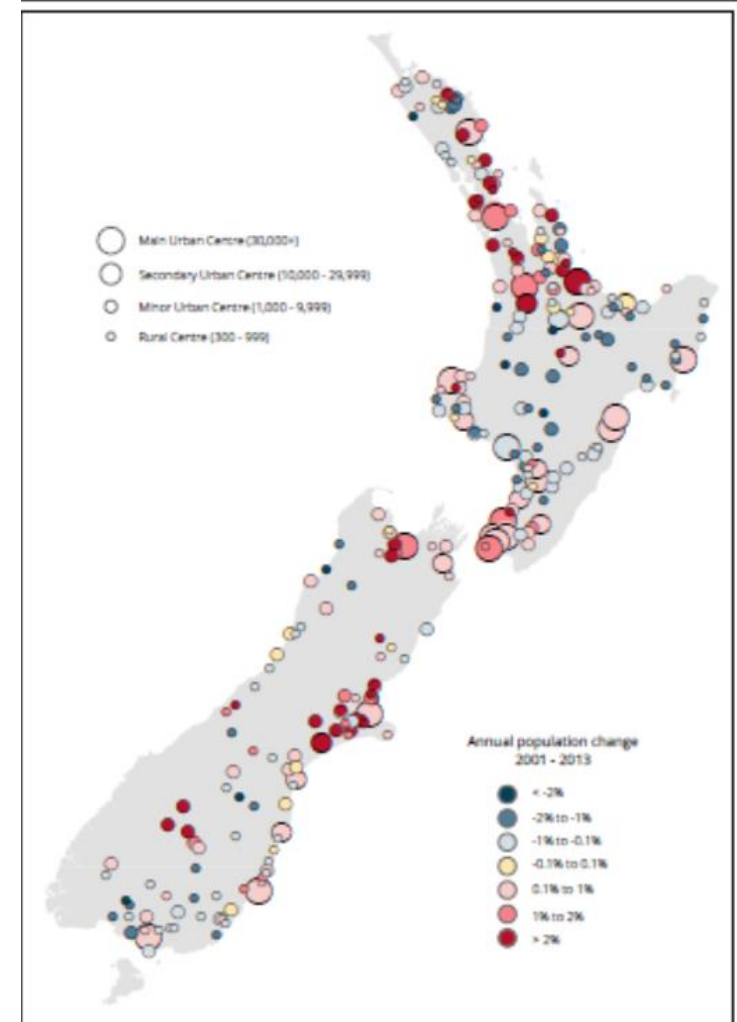 Main Urban Centre (30,000+)
Secondary Urban Centre (10,000 - 29,999)
Minor Urban Centre (1,000 - 9,999)
Rural Centre (300 - 999)
Annual population change
2001 - 2013
< -2%
-2% to -1%
-1% to -0.1%
-0.1% to 0.1%
0.1% to 1%
1% to 2%
> 2%